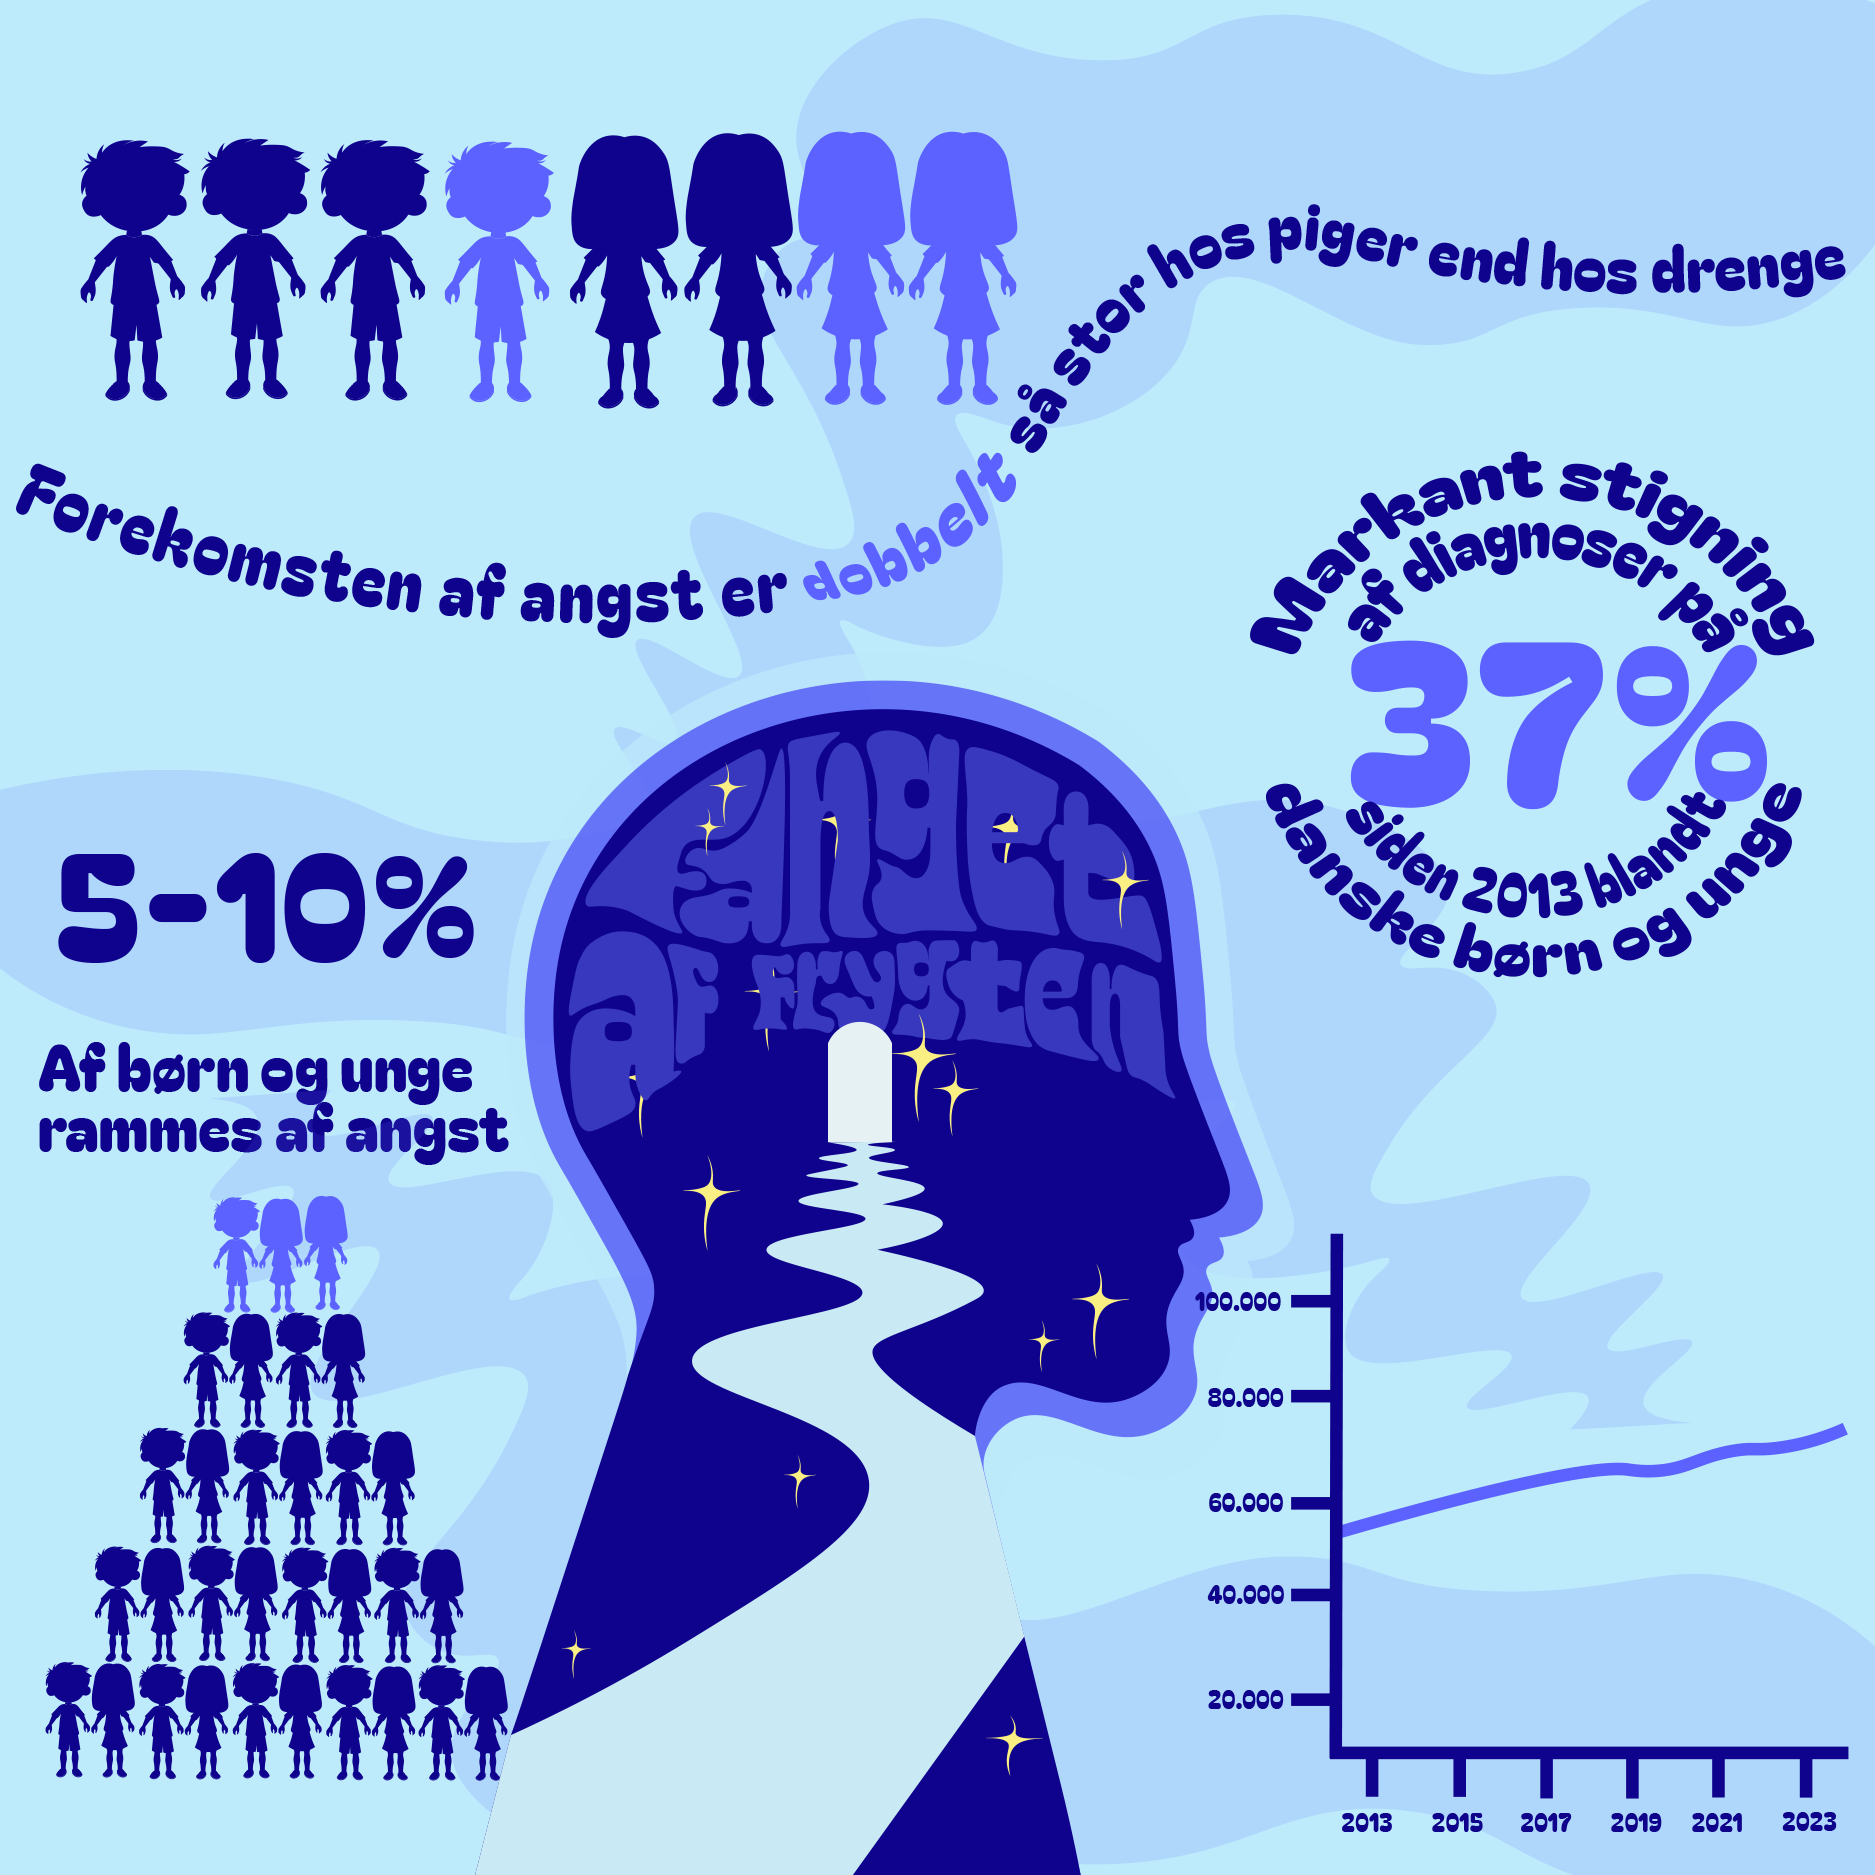 Forekomsten af angst er dobbelt så stor hos piger end hos drenge
Markant stigning
af diagnoser på
37%
siden 2013 blandt
danske børn og unge
fanget
af frygten
5-10%
Af børn og unge
rammes af angst
100.000
80.000
60.000
40.000
20.000
2013 2015 2017 2019 2021 2023